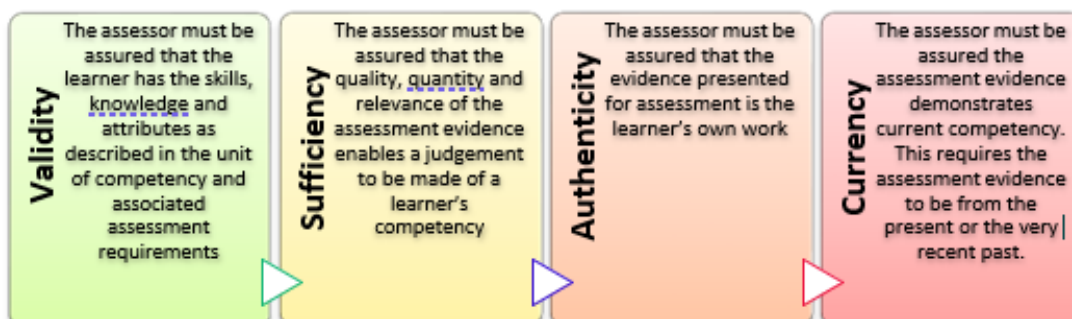 Validity
The assessor must be
assured that the
learner has the skills,
knowledge and
attributes as
described in the unit
of competency and
associated
assessment
requirements
Sufficiency
The assessor must be
assured that the
quality, quantity and
relevance of the
assessment evidence
enables a judgement
to be made of a
learner's
competency
Authenticity
The assessor must be
assured that the
evidence presented
for assessment is the
learner's own work
Currency
The assessor must be
assured the
assessment evidence
demonstrates
current competency.
This requires the
assessment evidence
to be from the
present or the very
recent past.